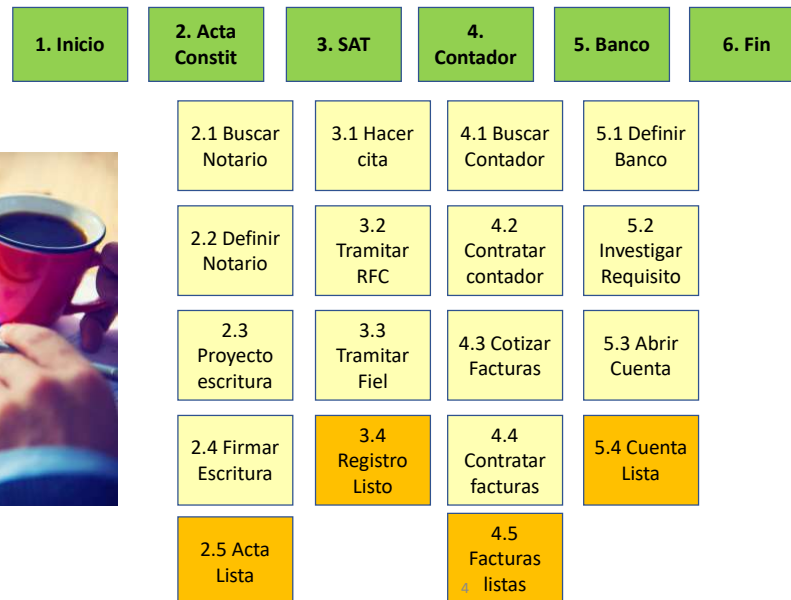 1. Inicio
2. Acta
Constit
3. SAT
4.
Contador
5. Banco
6. Fin
2.1 Buscar
Notario
3.1 Hacer
cita
4.1 Buscar
Contador
5.1 Definir
Banco
2.2 Definir
Notario
3.2
Tramitar
RFC
4.2
Contratar
contador
5.2
Investigar
Requisito
2.3
Proyecto
escritura
3.3
Tramitar
Fiel
4.3 Cotizar
Facturas
5.3 Abrir
Cuenta
2.4 Firmar
Escritura
3.4
Registro
Listo
4.4
Contratar
facturas
5.4 Cuenta
Lista
2.5 Acta
Lista
4.5
Facturas
listas
4